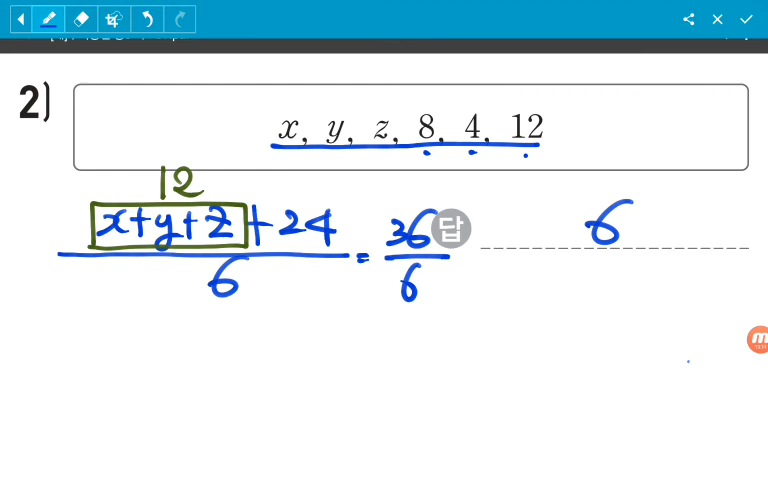 2)
x, y, z, 8, 4, 12
12
x+y+z+24
6
=
36
6
답
6